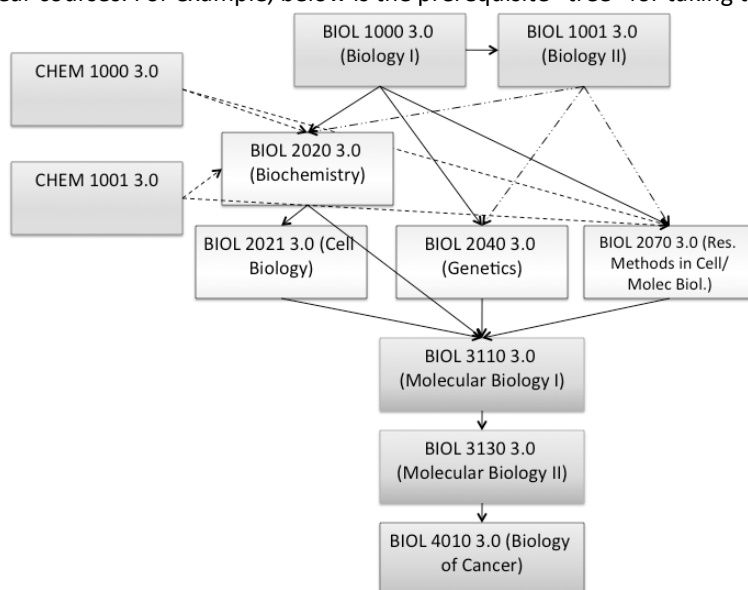 ear sources. For example, below is the prerequisite "tree" for taking t
BIOL 1000 3.0
(Biology I)
BIOL 1001 3.0
(Biology II)
CHEM 1000 3.0
BIOL 2020 3.0
(Biochemistry)
CHEM 1001 3.0
BIOL 2021 3.0 (Cell
Biology)
BIOL 2040 3.0
(Genetics)
BIOL 2070 3.0 (Res.
Methods in Cell/
Molec Biol.)
BIOL 3110 3.0
(Molecular Biology I)
BIOL 3130 3.0
(Molecular Biology II)
BIOL 4010 3.0 (Biology
of Cancer)